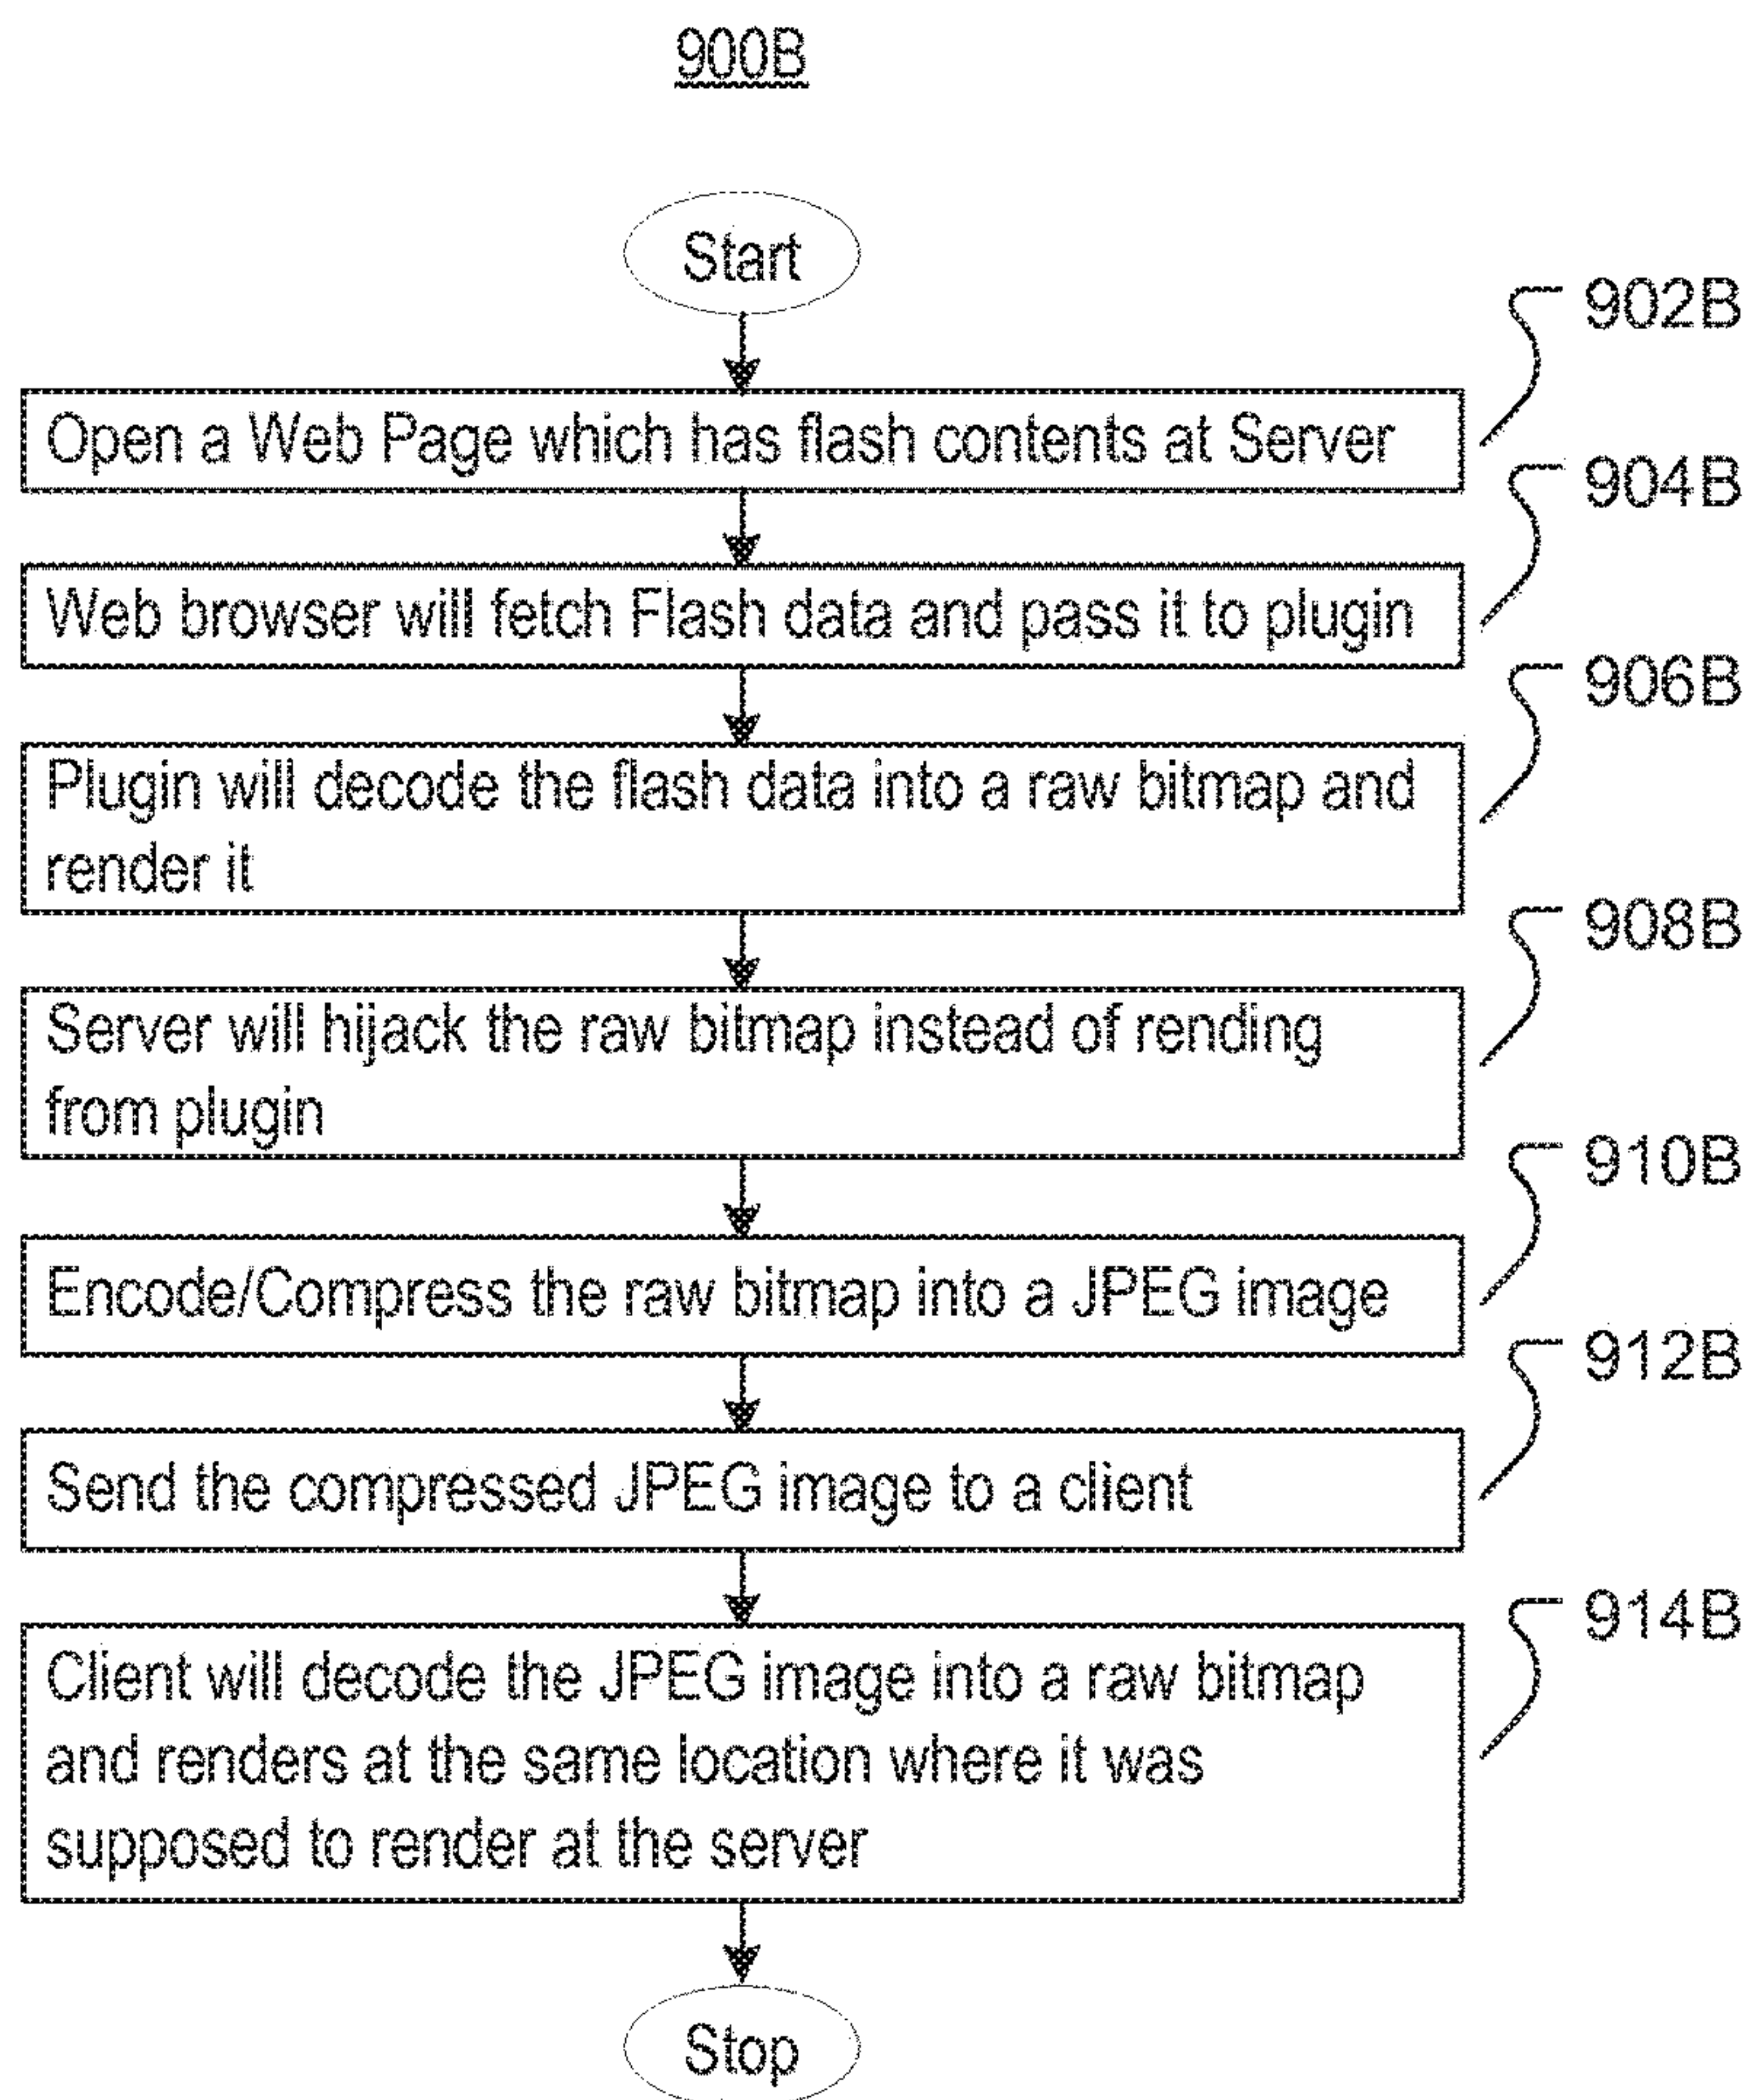 900B
Start
902B
Open a Web Page which has flash contents at Server
904B
Web browser will fetch Flash data and pass it to plugin
906B
Plugin will decode the flash data into a raw bitmap and
render it
908B
Server will hijack the raw bitmap instead of rending
from plugin
910B
Encode/Compress the raw bitmap into a JPEG image
912B
Send the compressed JPEG image to a client
914B
Client will decode the JPEG image into a raw bitmap
and renders at the same location where it was
supposed to render at the server
Stop